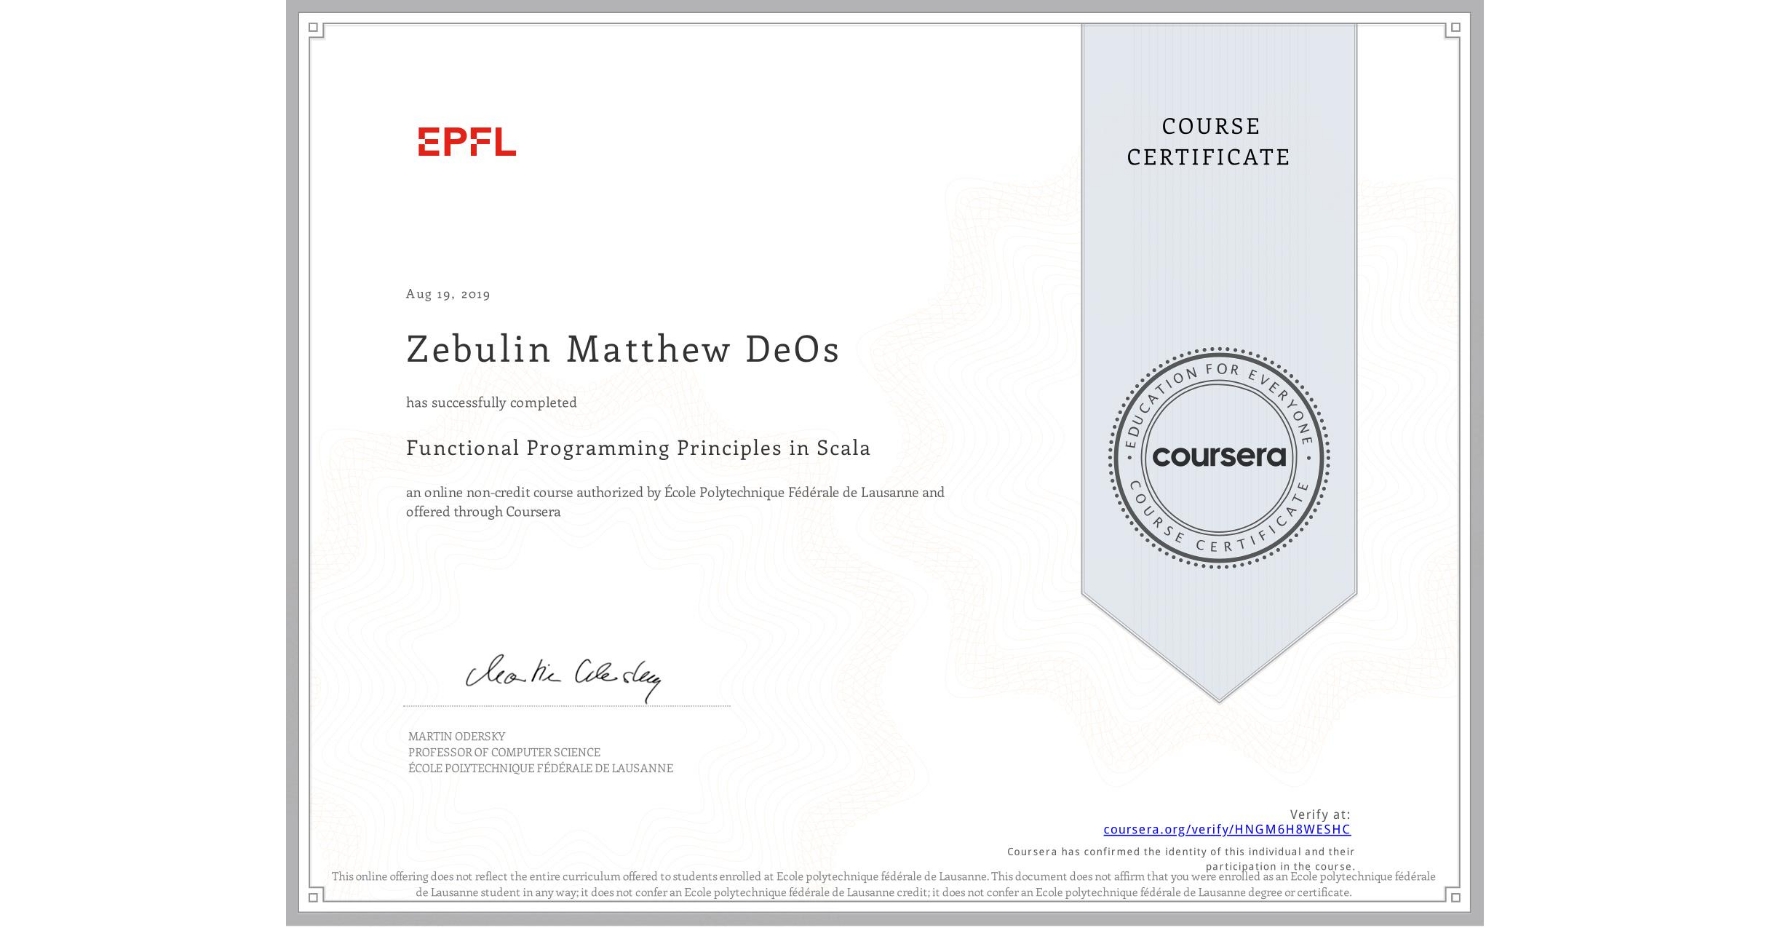 EPFL
COURSE
CERTIFICATE
Aug 19, 2019
Zebulin Matthew DeOs
has successfully completed
Functional Programming Principles in Scala
an online non-credit course authorized by École Polytechnique Fédérale de Lausanne and
offered through Coursera
EDUCATION FOR EVERYONE
coursera
COURSE CERTIFICATE
Martin Odersky
MARTIN ODERSKY
PROFESSOR OF COMPUTER SCIENCE
ÉCOLE POLYTECHNIQUE FÉDÉRALE DE LAUSANNE
Verify at:
coursera.org/verify/HNGM6H8WESHC
Coursera has confirmed the identity of this individual and their
participation in the course.
This online offering does not reflect the entire curriculum offered to students enrolled at Ecole polytechnique fédérale de Lausanne. This document does not affirm that you were enrolled as an Ecole polytechnique fédérale
de Lausanne student in any way; it does not confer an Ecole polytechnique fédérale de Lausanne credit; it does not confer an Ecole polytechnique fédérale de Lausanne degree or certificate.